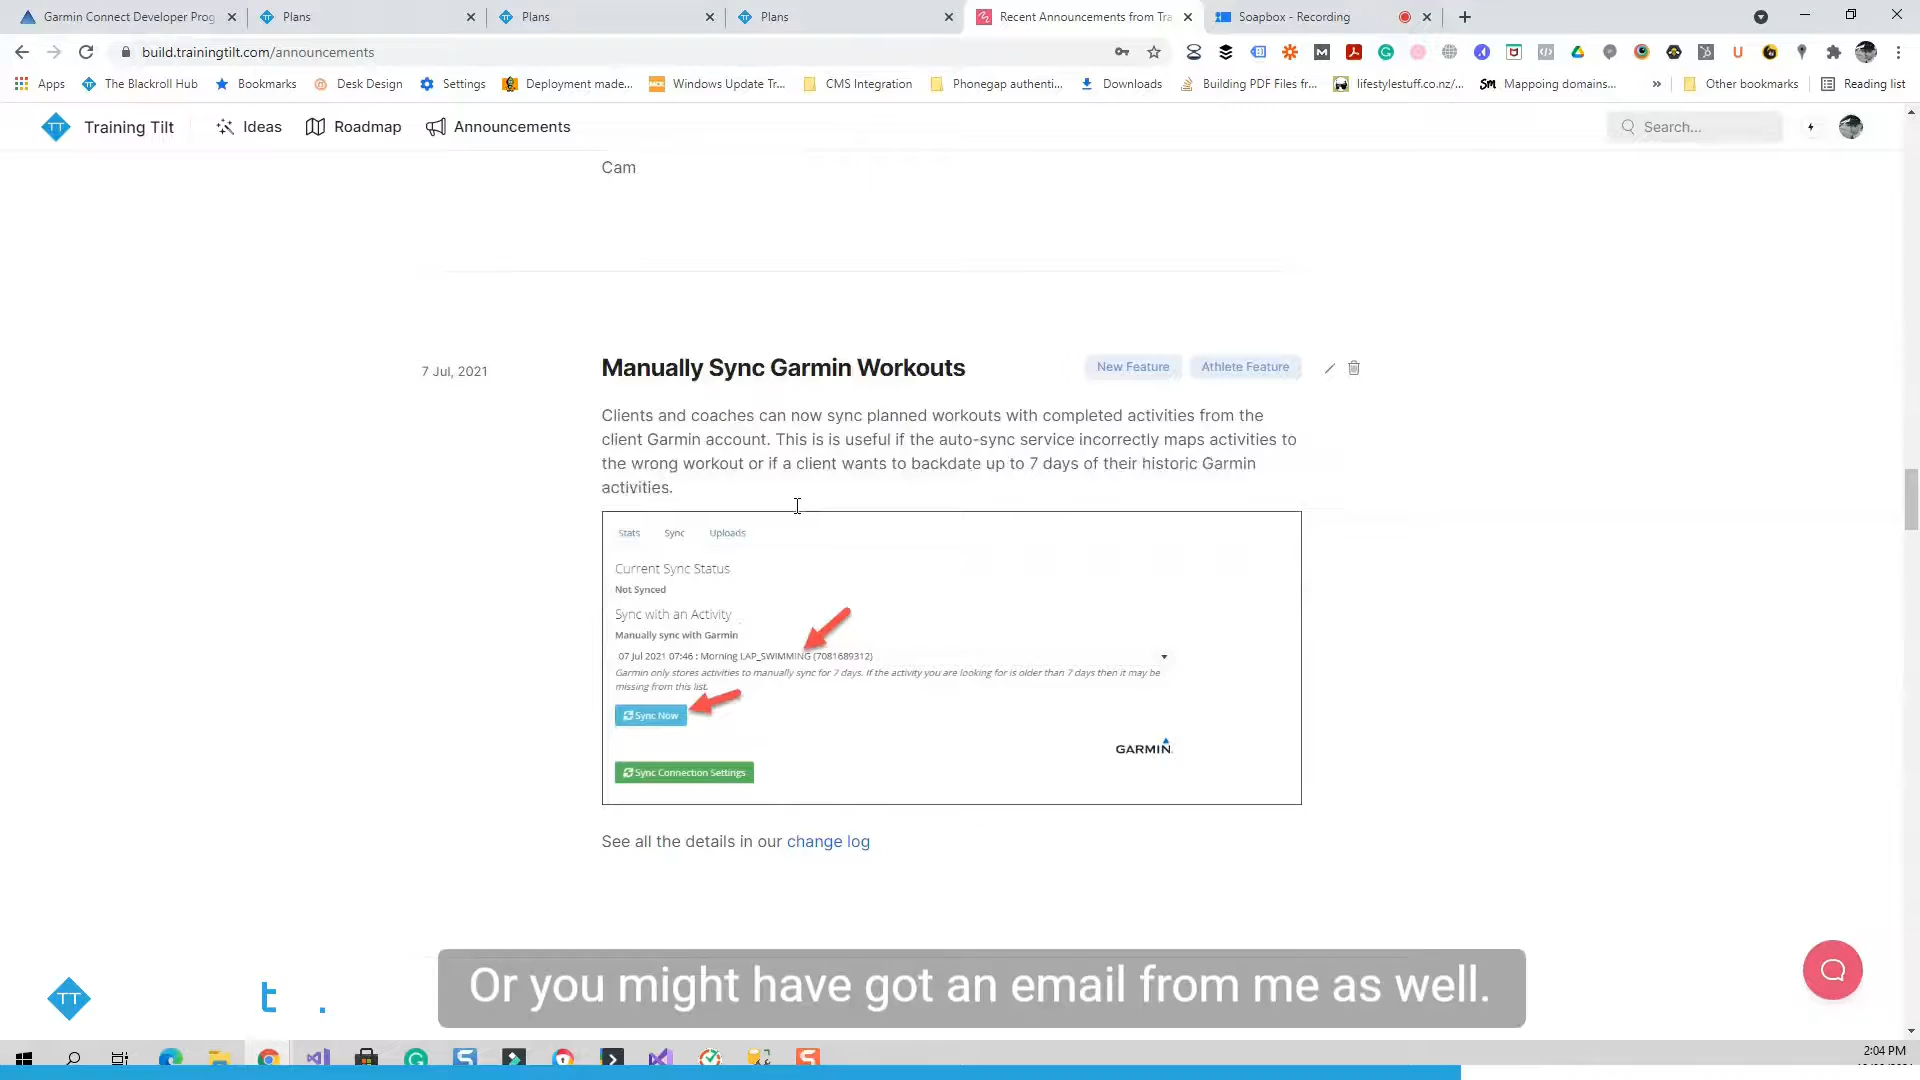 Garmin Connect Developer Prog
Plans
Plans
Plans
Recent Announcements from Tra
Soapbox - Recording
build.trainingtilt.com/announcements
Apps
The Blackroll Hub
Bookmarks
Desk Design
Settings
Deployment made...
Windows Update Tr...
CMS Integration
Phonegap authenti...
Downloads
Building PDF Files fr...
lifestylestuff.co.nz/...
Mappoing domains...
Other bookmarks
Reading list
Training Tilt
Ideas
Roadmap
Announcements
Search...
Cam
7 Jul, 2021
Manually Sync Garmin Workouts
New Feature
Athlete Feature
Clients and coaches can now sync planned workouts with completed activities from the
client Garmin account. This is is useful if the auto-sync service incorrectly maps activities to
the wrong workout or if a client wants to backdate up to 7 days of their historic Garmin
activities.
Stats Sync Uploads
Current Sync Status
Not Synced
Sync with an Activity
Manually sync with Garmin
07 Jul 2021 07:46 : Morning LAP_SWIMMING (7081689312)
Garmin only stores activities to manually sync for 7 days. If the activity you are looking for is older than 7 days then it may be
missing from this list.
Sync Now
GARMIN
Sync Connection Settings
See all the details in our change log
Or you might have got an email from me as well.
TT
t .
2:04 PM